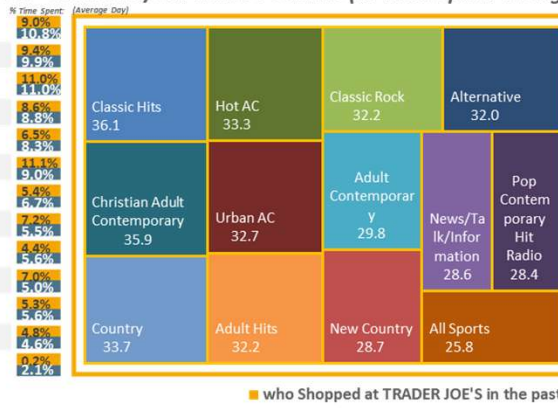 % Time Spent: (Average Day)
9.0%
10.8%
9.4%
9.9%
11.0%
11.0%
8.6%
8.8%
6.5%
8.3%
11.1%
9.0%
5.4%
6.7%
7.2%
5.5%
4.4%
5.6%
7.0%
5.0%
5.3%
5.6%
4.8%
4.6%
0.2%
2.1%
Classic Hits
36.1
Hot AC
33.3
Classic Rock
32.2
Alternative
32.0
Christian Adult
Contemporary
35.9
Urban AC
32.7
Adult
Contemporar
y
29.8
News/Ta
lk/Infor
mation
28.6
Pop
Contem
porary
Hit
Radio
28.4
Country
33.7
Adult Hits
32.2
New Country
28.7
All Sports
25.8
who Shopped at TRADER JOE'S in the past